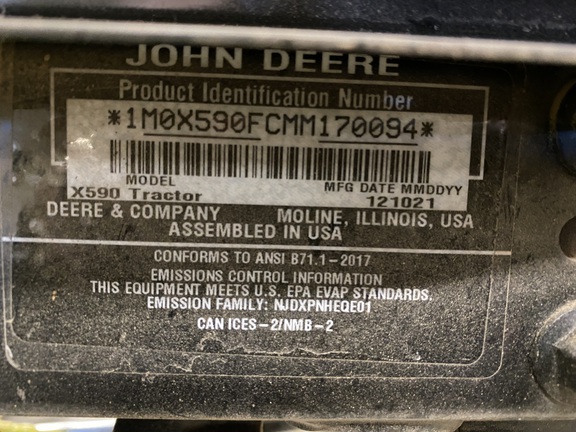 JOHN DEERE
Product Identification Number
*1M0X590FCMM170094*
MODEL MFG DATE MMDDYY
X590 Tractor 121021
DEERE & COMPANY MOLINE, ILLINOIS, USA
ASSEMBLED IN USA
CONFORMS TO ANSI B71.1-2017
EMISSIONS CONTROL INFORMATION
THIS EQUIPMENT MEETS U.S. EPA EVAP STANDARDS.
EMISSION FAMILY: NJDXPNHEQE01
CAN ICES-2/NMB-2